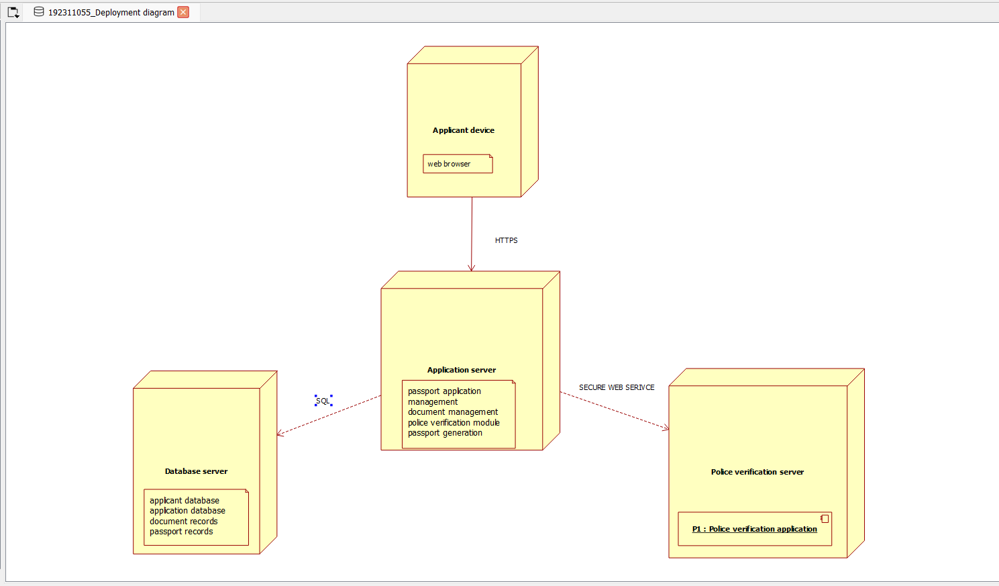 192311055_Deployment diagram
Applicant device
web browser
HTTPS
Application server
passport application
management
document management
police verification module
passport generation
SQL
SECURE WEB SERIVCE
Database server
applicant database
application database
document records
passport records
Police verification server
P1 : Police verification application